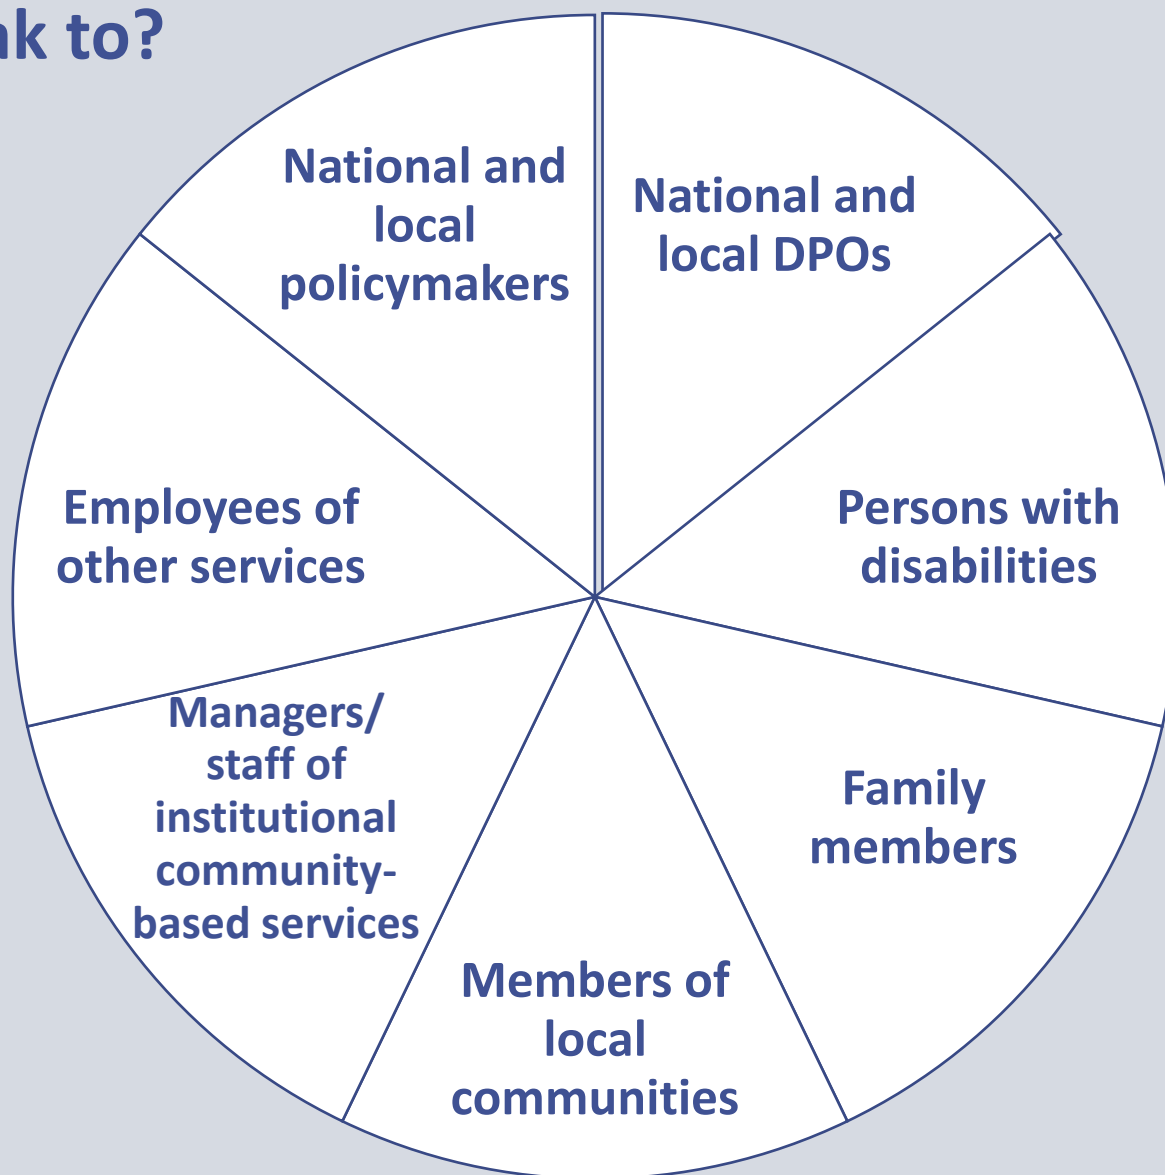 to?
National and
local
policymakers
National and
local DPOs
Persons with
disabilities
Family
members
Members of
local
communities
Managers/
staff of
institutional
community-
based services
Employees of
other services